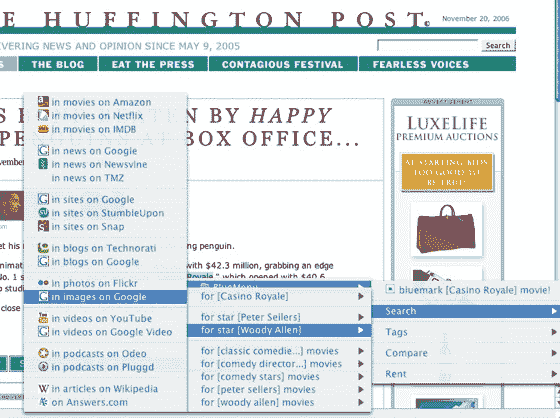 E HUFFINGTON POST.
November 20, 2006
VERING NEWS AND OPINION SINCE MAY 9, 2005
Search
S
THE BLOG
EAT THE PRESS
CONTAGIOUS FESTIVAL
FEARLESS VOICES
in movies on Amazon
in movies on Netflix
in movies on IMDB
in news on Google
in news on Newsvine
in news on TMZ
in sites on Google
in sites on StumbleUpon
in sites on Snap
in blogs on Technorati
in blogs on Google
in photos on Flickr
in images on Google
in videos on YouTube
in videos on Google Video
in podcasts on Odeo
in podcasts on Pluggd
in articles on Wikipedia
on Answers.com
EN BY HAPPY
BOX OFFICE...
ADVERTISEMENT
LUXELIFE
PREMIUM AUCTIONS
AT STARTING BIDS
TOO GOOD TO
BE TRUE!
et his
ng penguin.
nimat
with $42.3 million, grabbing an edge
No. 1 s
Royale," which opened with $40.6
o studi
close
BlueMenu
for [Casino Royale]
for star [Peter Sellers]
for star [Woody Allen]
for [classic comedie...] movies
for [comedy director...] movies
for [comedy stars] movies
for [peter sellers] movies
for [woody allen] movies
bluemark [Casino Royale] movie!
Search
Tags
Compare
Rent